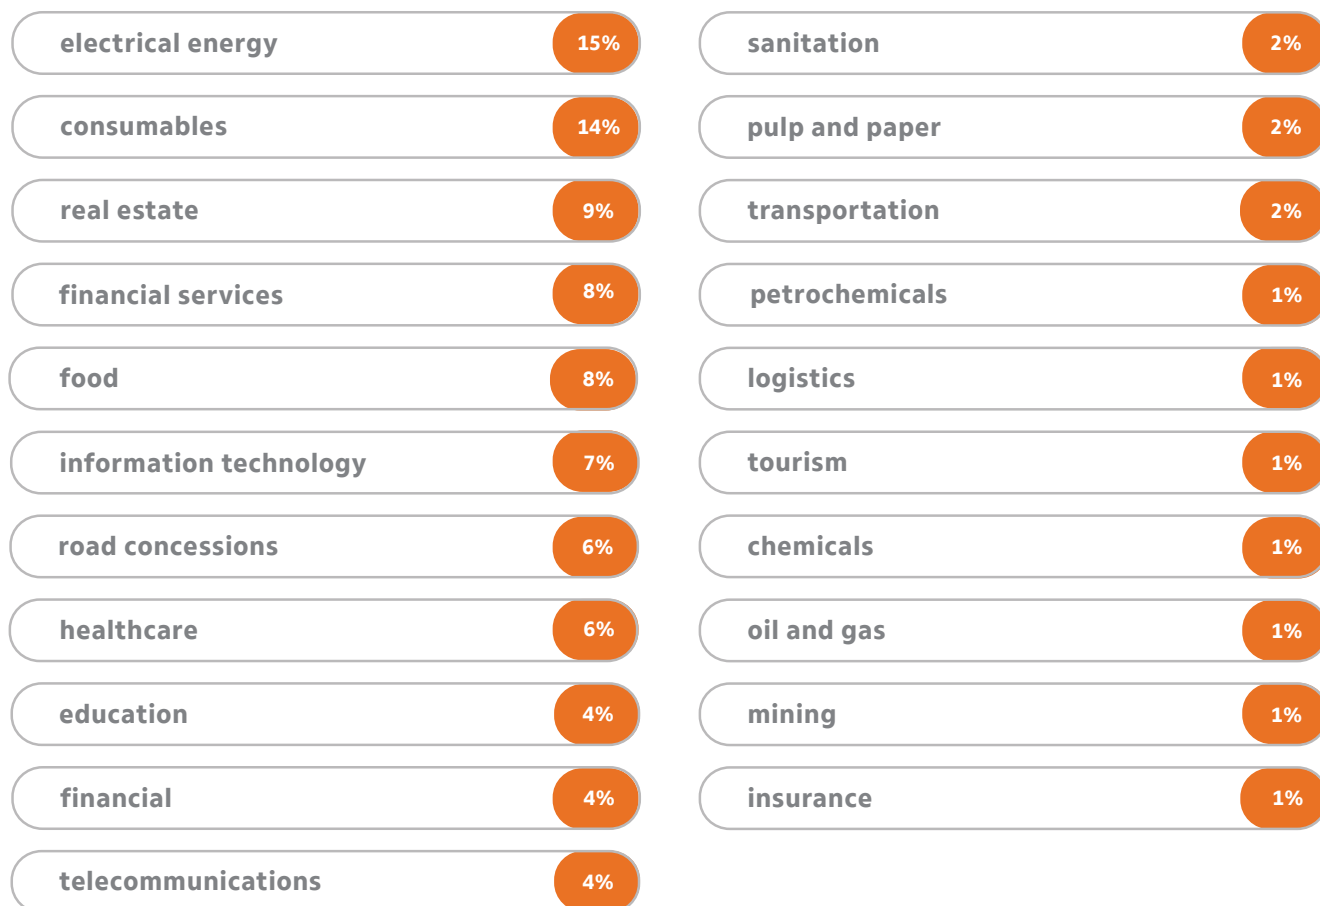 electrical energy 15%
consumables 14%
real estate 9%
financial services 8%
food 8%
information technology 7%
road concessions 6%
healthcare 6%
education 4%
financial 4%
telecommunications 4%
sanitation 2%
pulp and paper 2%
transportation 2%
petrochemicals 1%
logistics 1%
tourism 1%
chemicals 1%
oil and gas 1%
mining 1%
insurance 1%